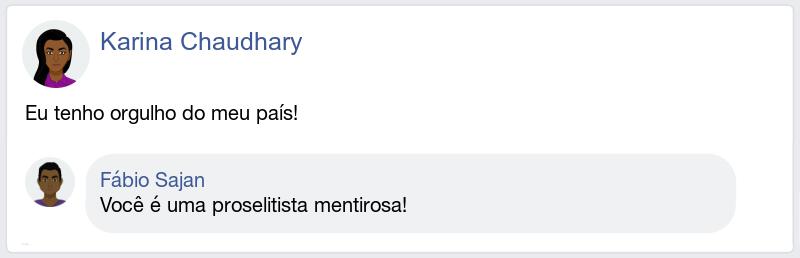 Karina Chaudhary
Eu tenho orgulho do meu país!
Fábio Sajan
Você é uma proselitista mentirosa!